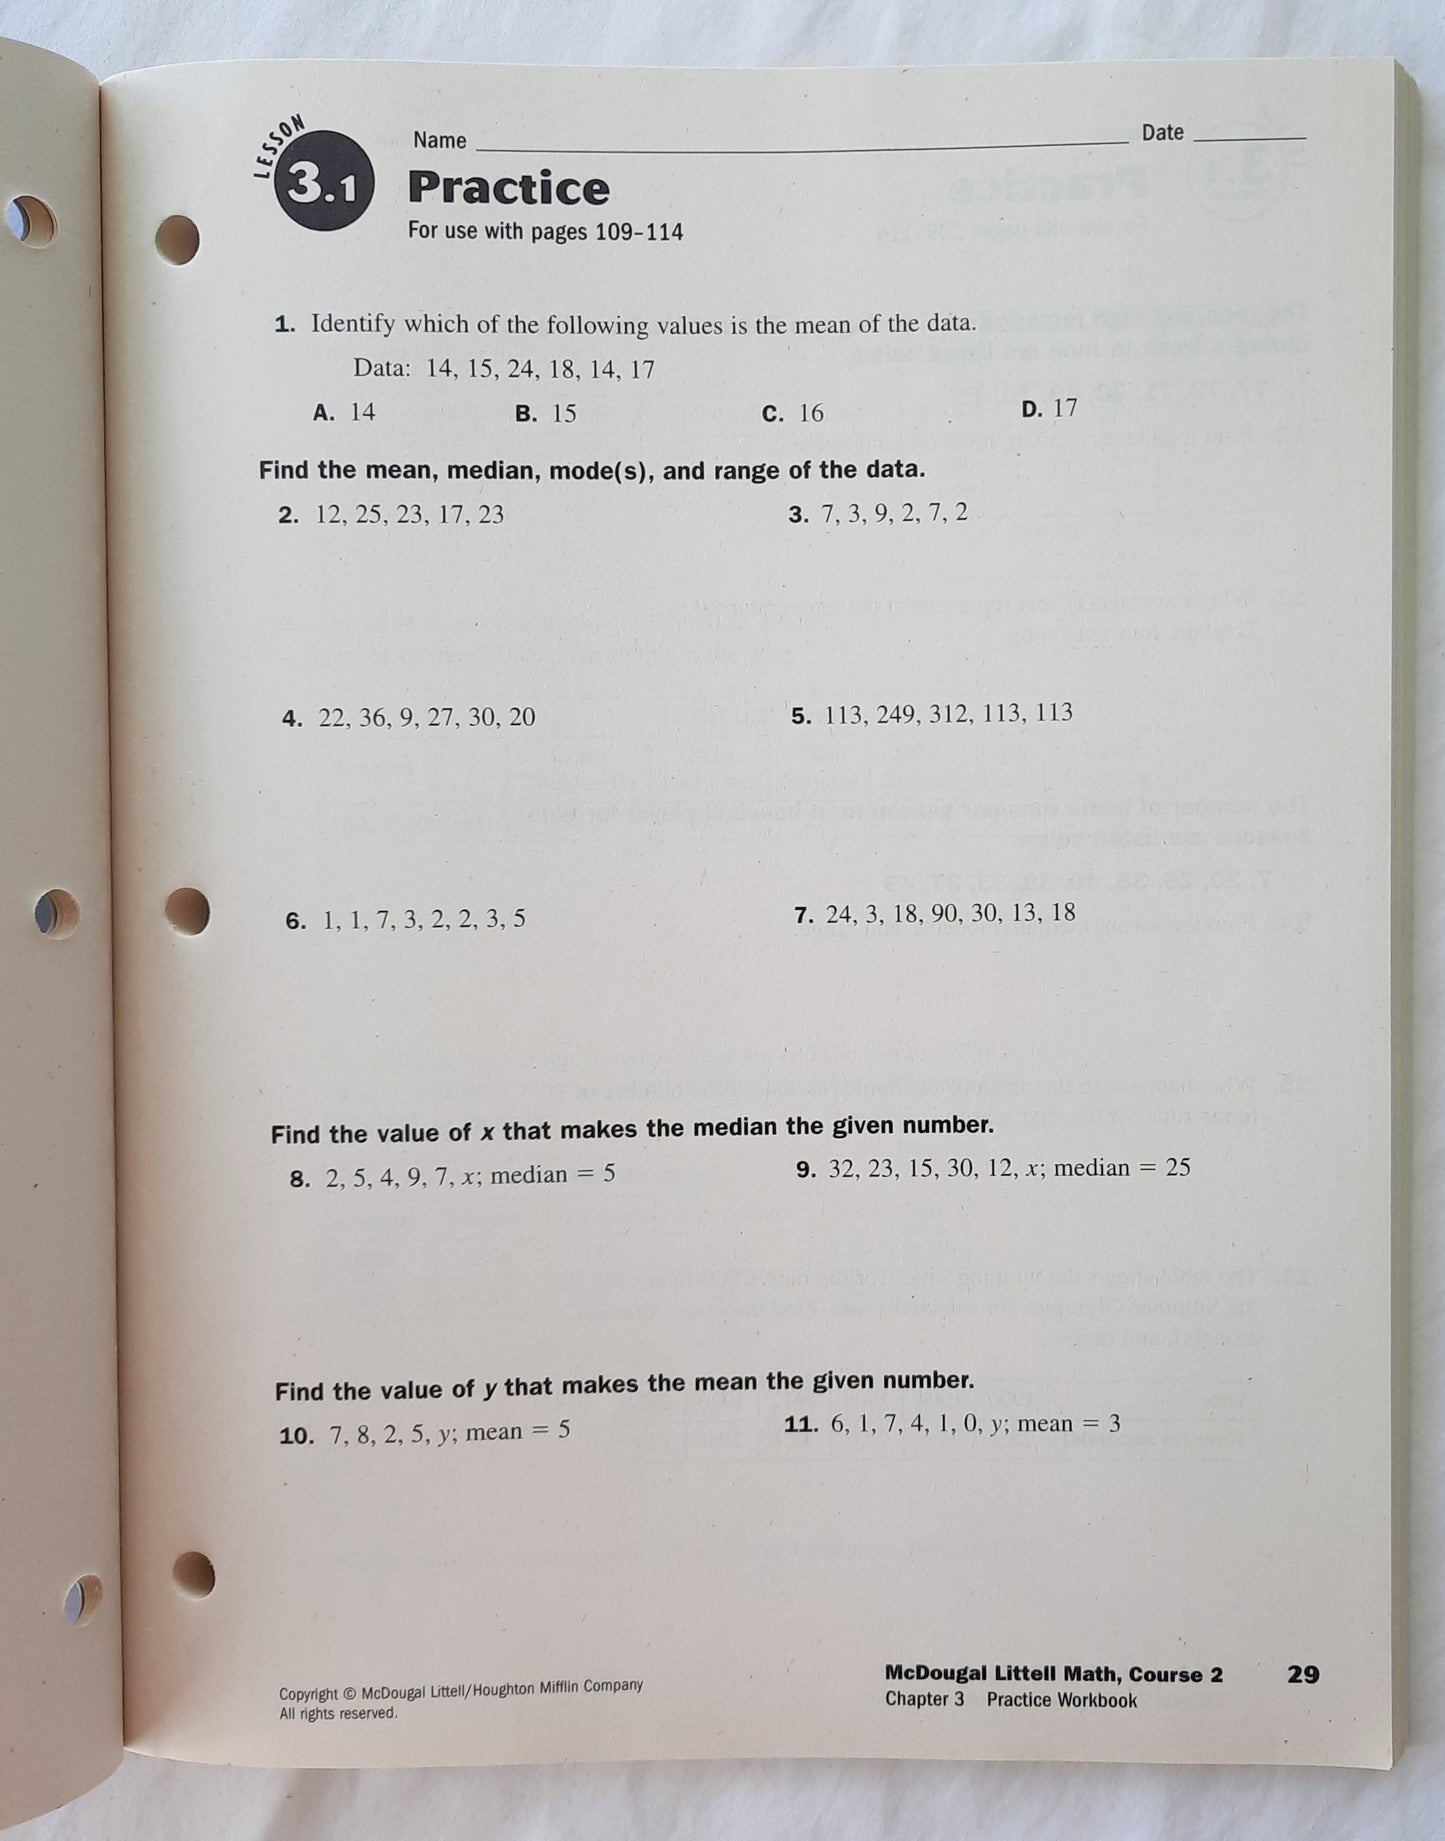 LESSON
3.1
Name Date
Practice
For use with pages 109–114
1. Identify which of the following values is the mean of the data.
Data: 14, 15, 24, 18, 14, 17
A. 14 B. 15 C. 16 D. 17
Find the mean, median, mode(s), and range of the data.
2. 12, 25, 23, 17, 23 3. 7, 3, 9, 2, 7, 2
4. 22, 36, 9, 27, 30, 20 5. 113, 249, 312, 113, 113
6. 1, 1, 7, 3, 2, 2, 3, 5 7. 24, 3, 18, 90, 30, 13, 18
Find the value of x that makes the median the given number.
8. 2, 5, 4, 9, 7, x; median = 5 9. 32, 23, 15, 30, 12, x; median = 25
Find the value of y that makes the mean the given number.
10. 7, 8, 2, 5, y; mean = 5 11. 6, 1, 7, 4, 1, 0, y; mean = 3
Copyright © McDougal Littell/Houghton Mifflin Company
All rights reserved.
McDougal Littell Math, Course 2 29
Chapter 3 Practice Workbook